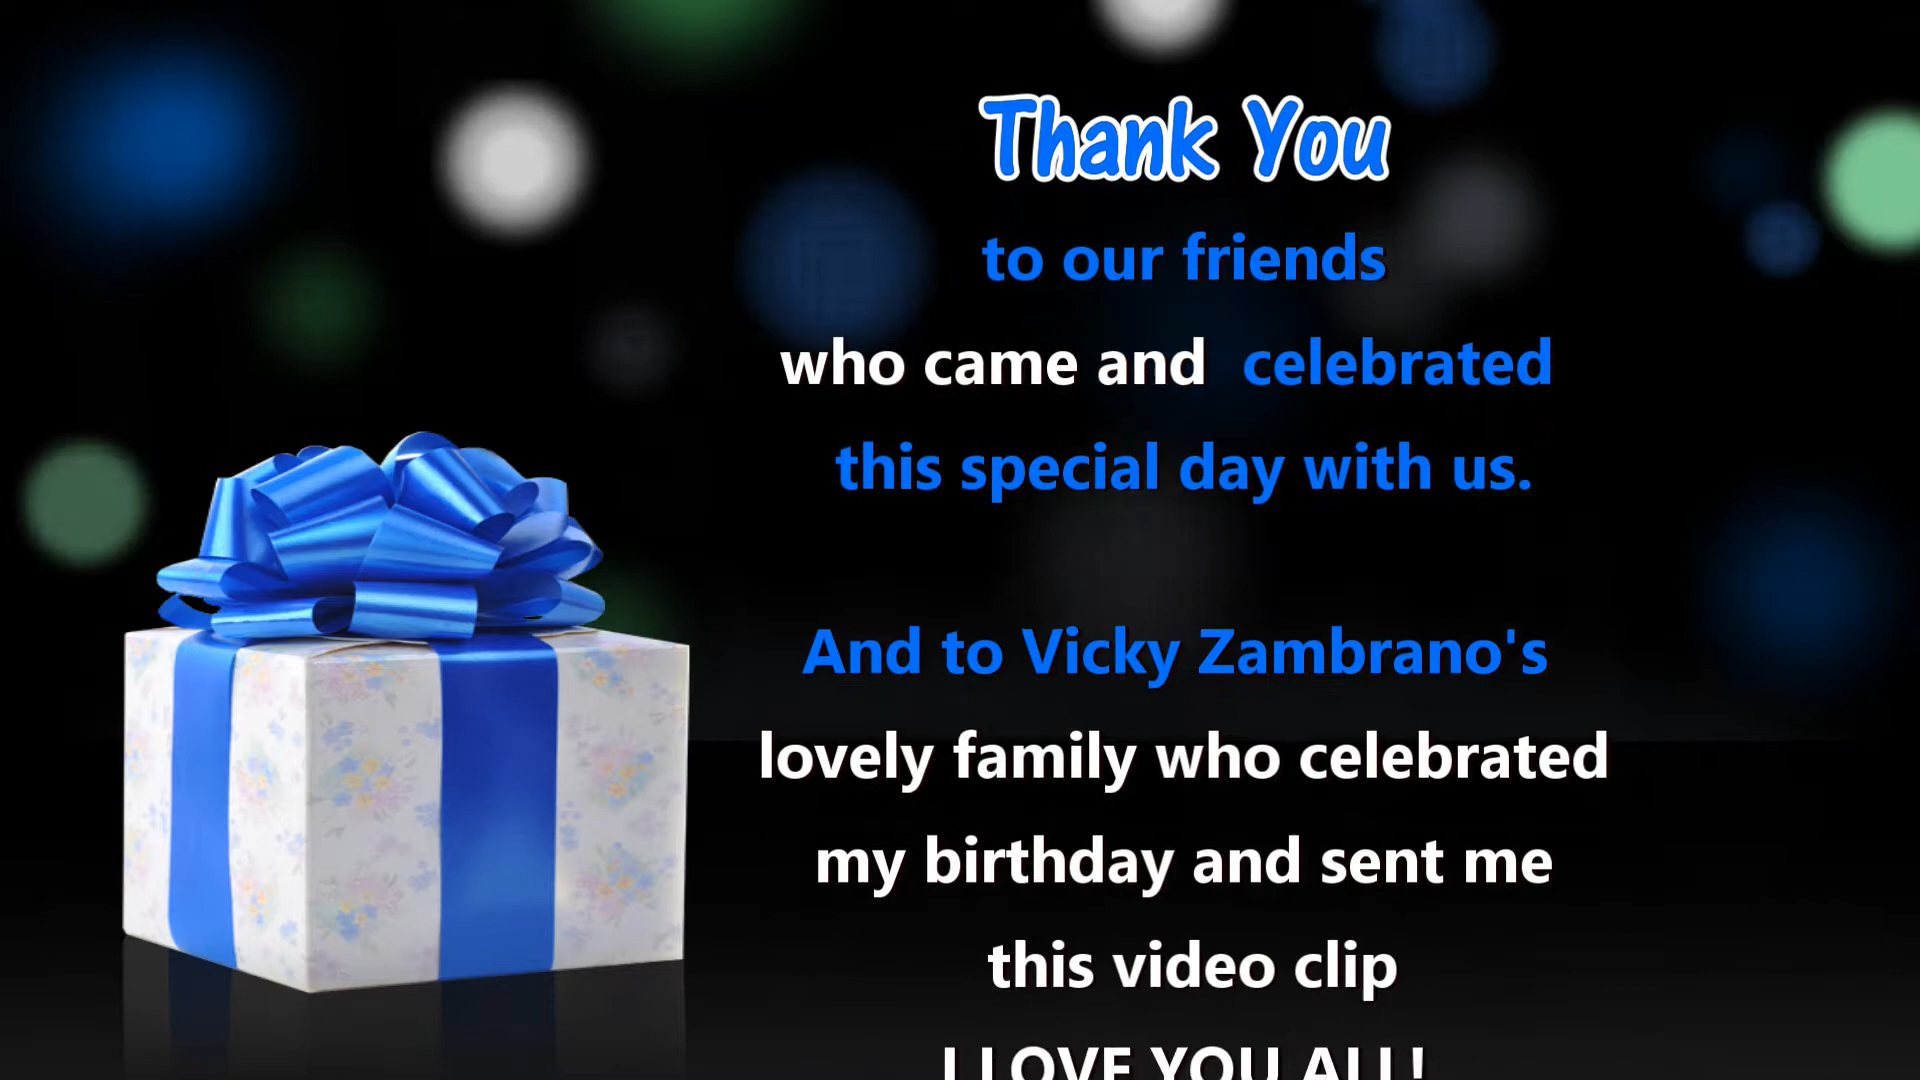 Thank You
to our friends
who came and celebrated
this special day with us.
And to Vicky Zambrano's
lovely family who celebrated
my birthday and sent me
this video clip
I LOVE YOU ALL!